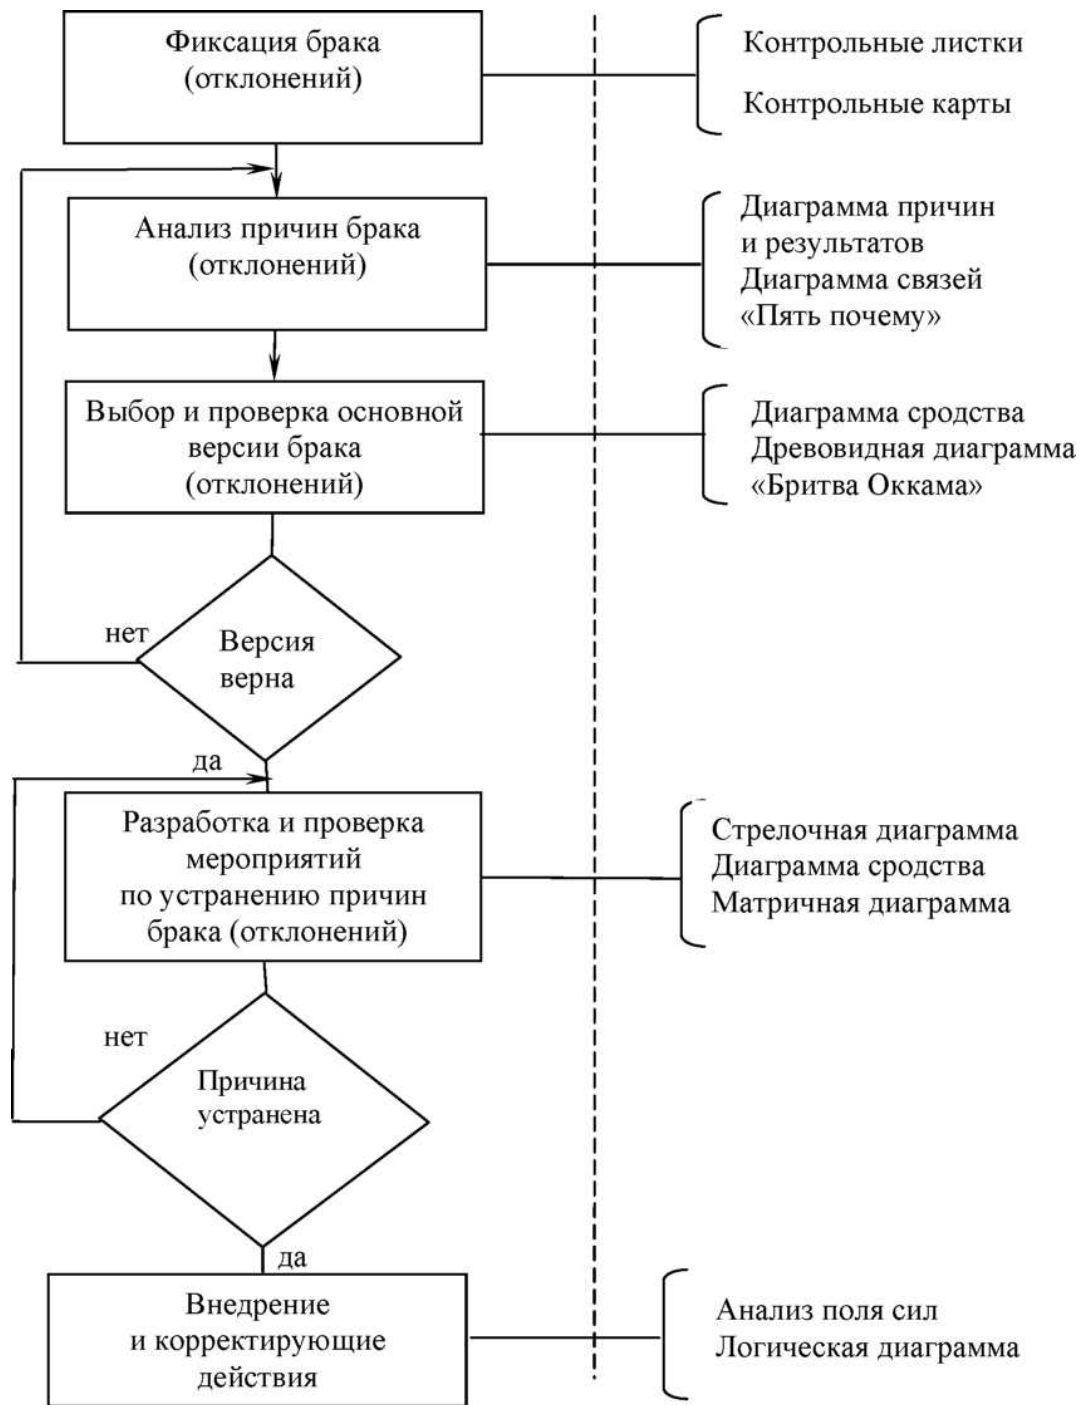 Фиксация брака
(отклонений)
Контрольные листки
Контрольные карты
Анализ причин брака
(отклонений)
Диаграмма причин
и результатов
Диаграмма связей
«Пять почему»
Выбор и проверка основной
версии брака
(отклонений)
Диаграмма сродства
Древовидная диаграмма
«Бритва Оккама»
нет
Версия
верна
да
Разработка и проверка
мероприятий
по устранению причин
брака (отклонений)
Стрелочная диаграмма
Диаграмма сродства
Матричная диаграмма
нет
Причина
устранена
да
Внедрение
и корректирующие
действия
Анализ поля сил
Логическая диаграмма